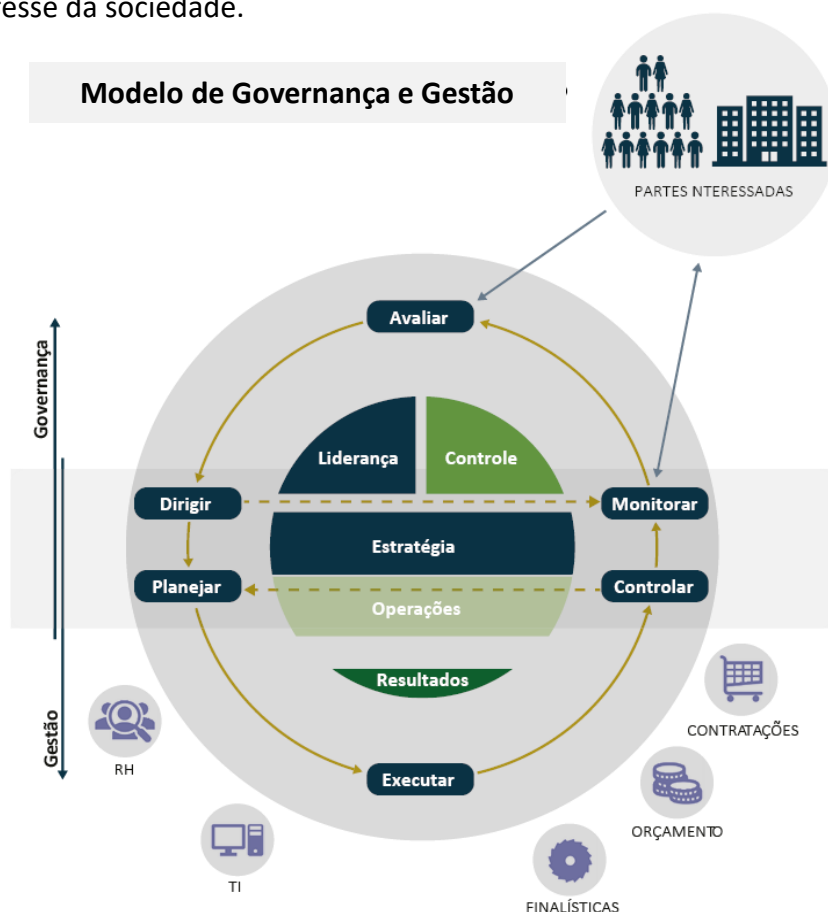 resse da sociedade.
Modelo de Governança e Gestão
PARTES NTERESSADAS
Avaliar
Governança
Liderança
Controle
Dirigir
Monitorar
Estratégia
Planejar
Controlar
Operações
Resultados
Gestão
Executar
RH
CONTRATAÇÕES
TI
ORÇAMENTO
FINALÍSTICAS